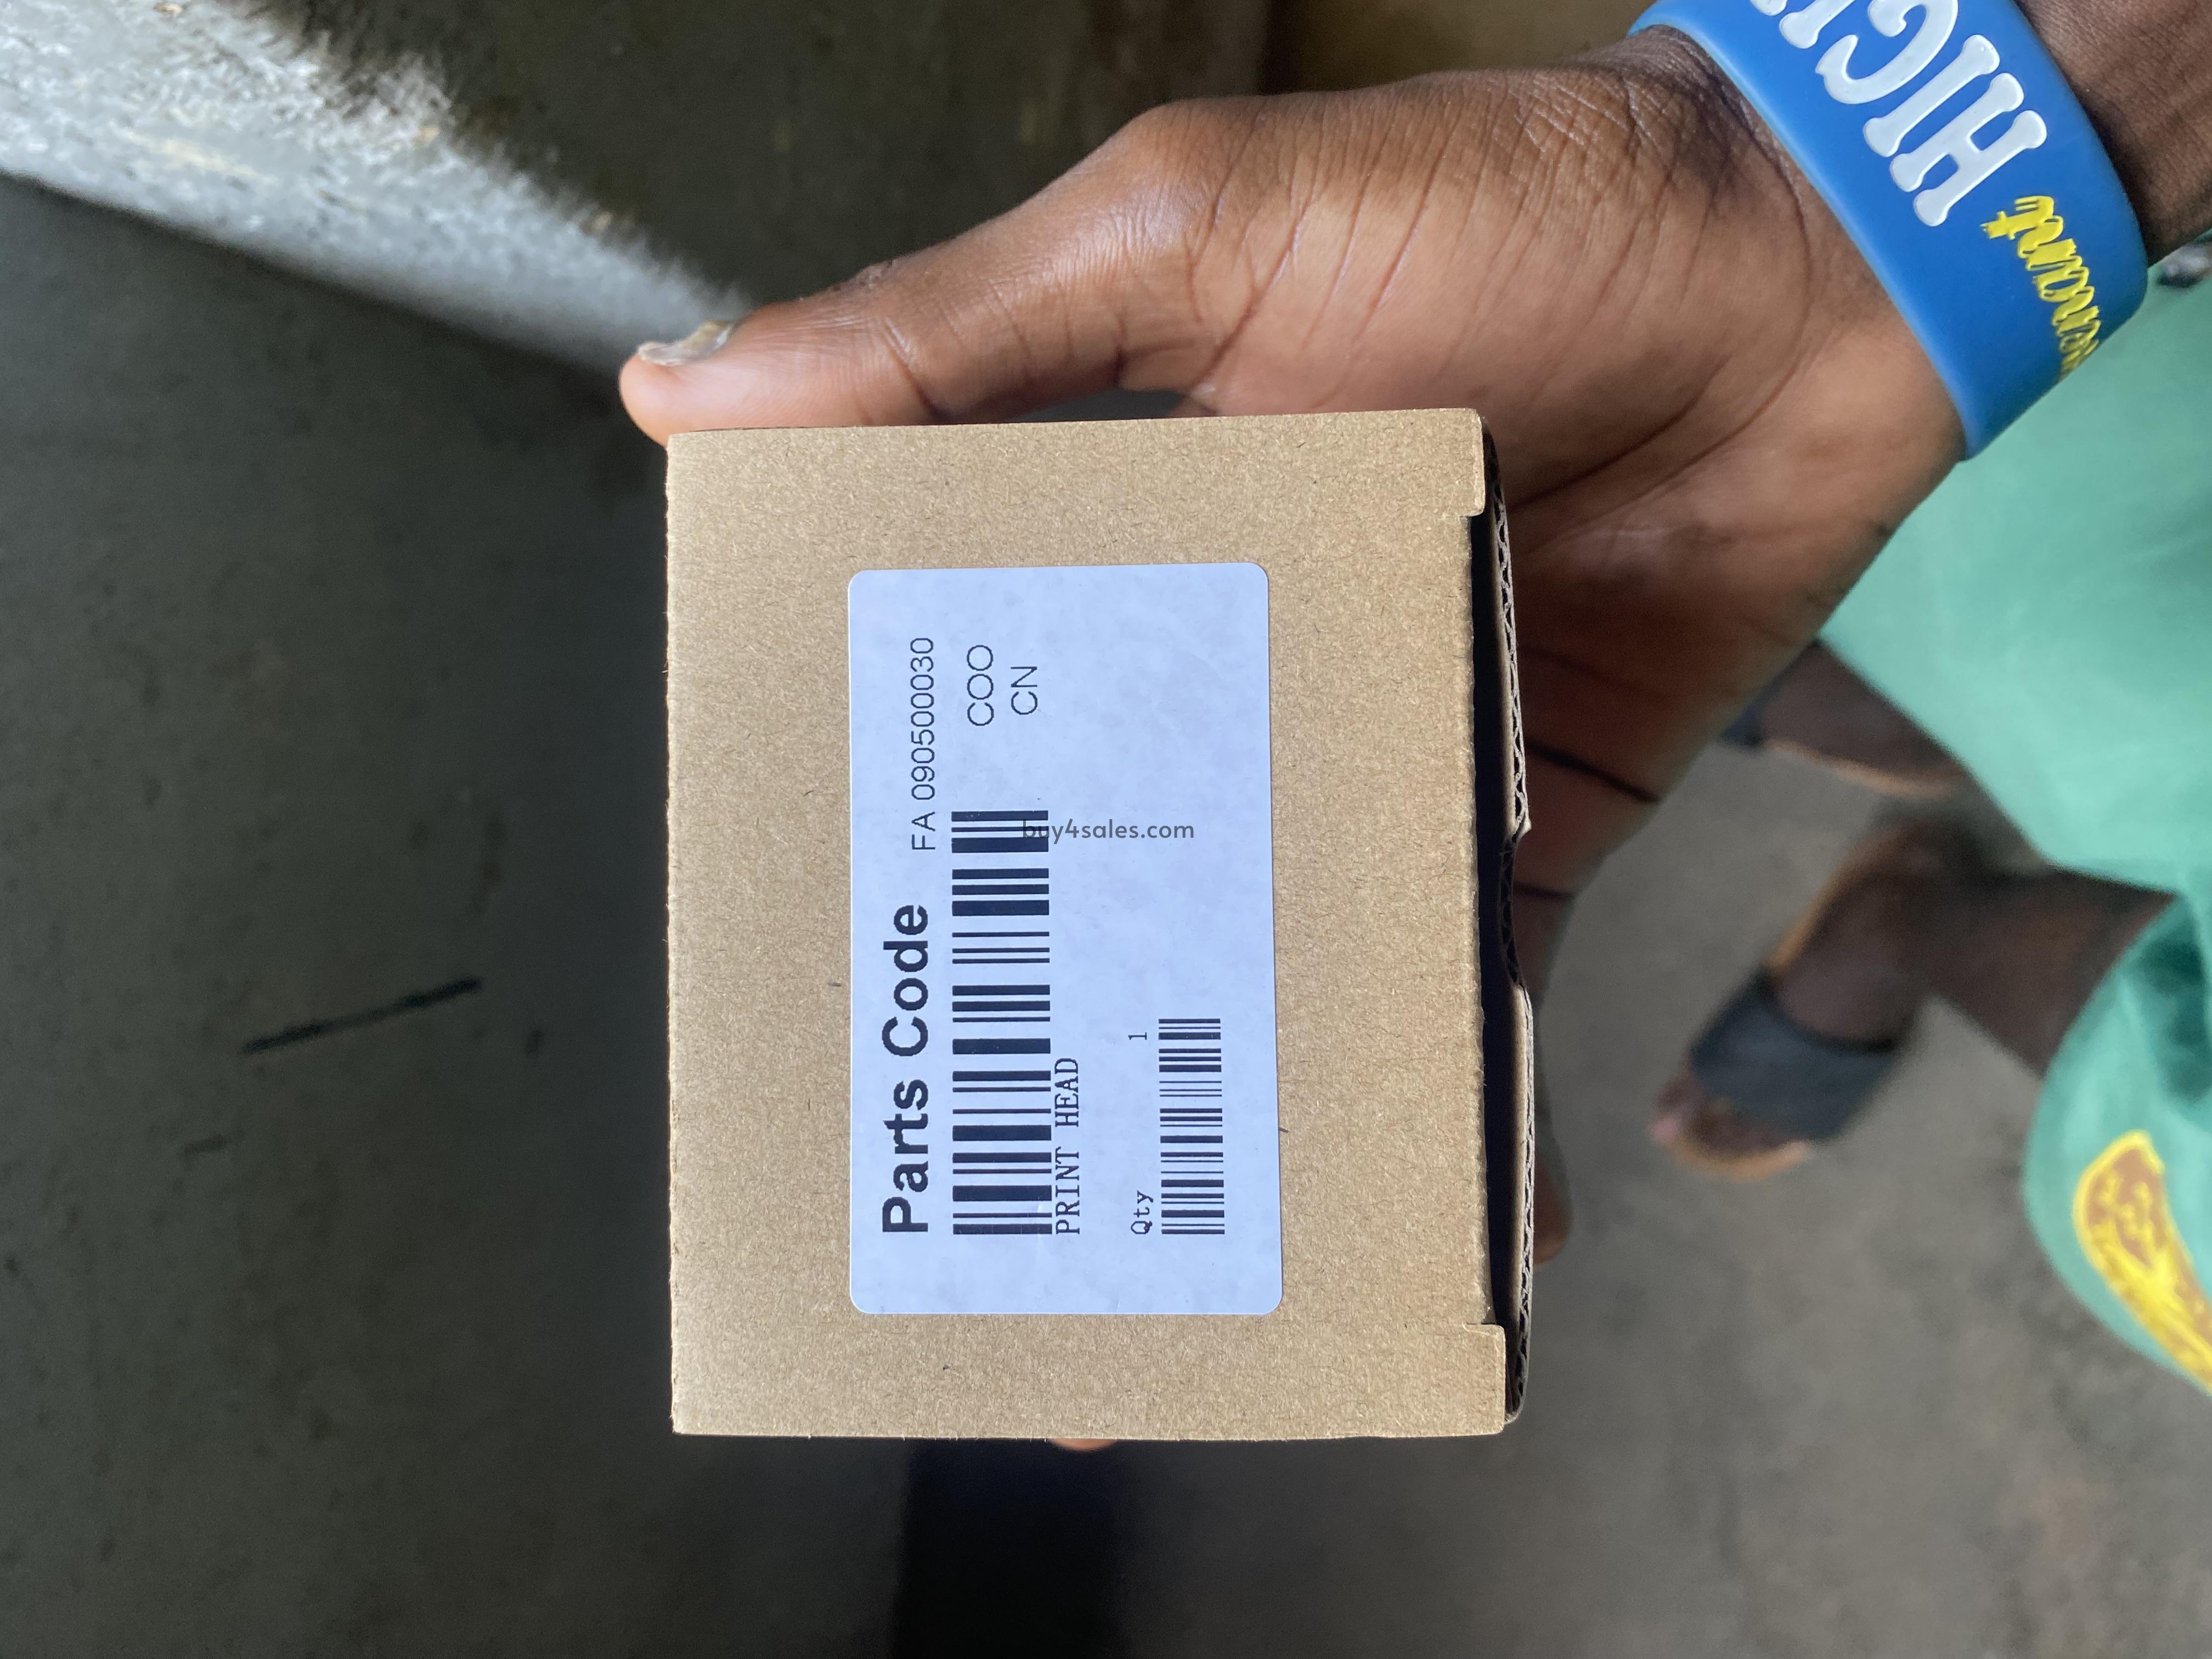 Parts Code
FA 090500030
COO
CN
PRINT HEAD
Qty 1
buy4sales.com